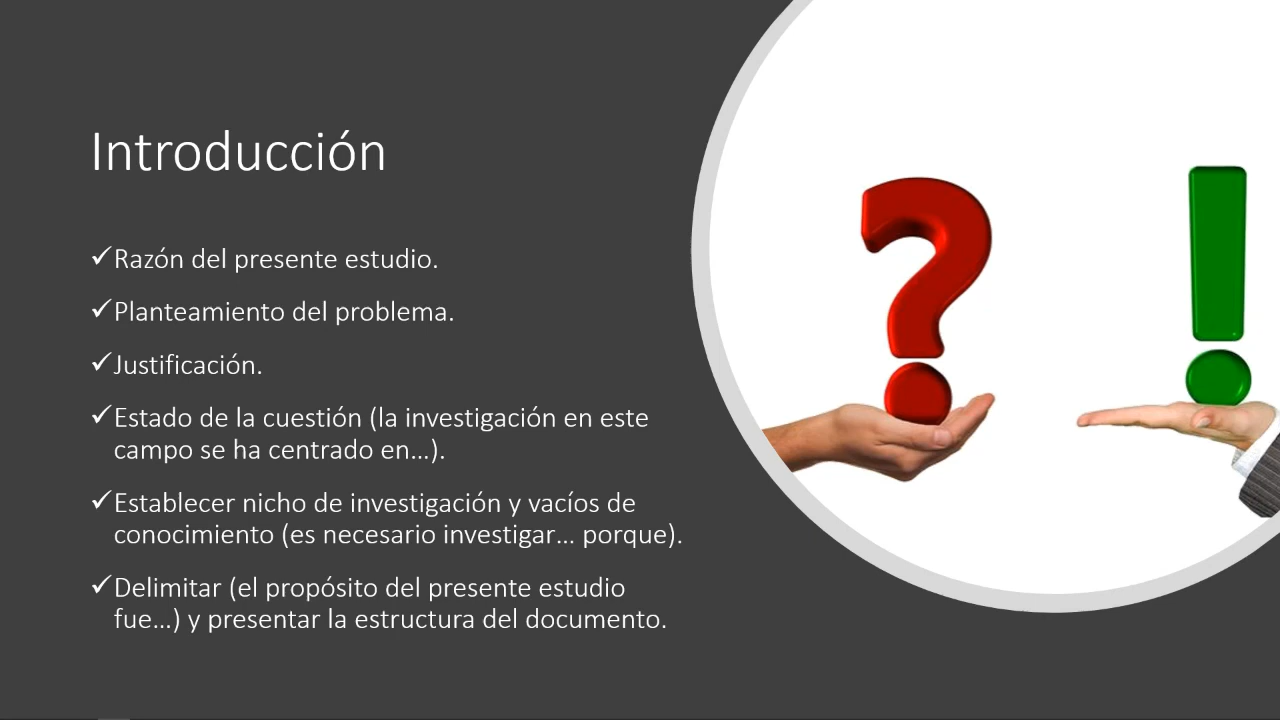 Introducción
✓Razón del presente estudio.
✓Planteamiento del problema.
✓Justificación.
✓Estado de la cuestión (la investigación en este
campo se ha centrado en...).
✓Establecer nicho de investigación y vacíos de
conocimiento (es necesario investigar... porque).
✓Delimitar (el propósito del presente estudio
fue...) y presentar la estructura del documento.
? !